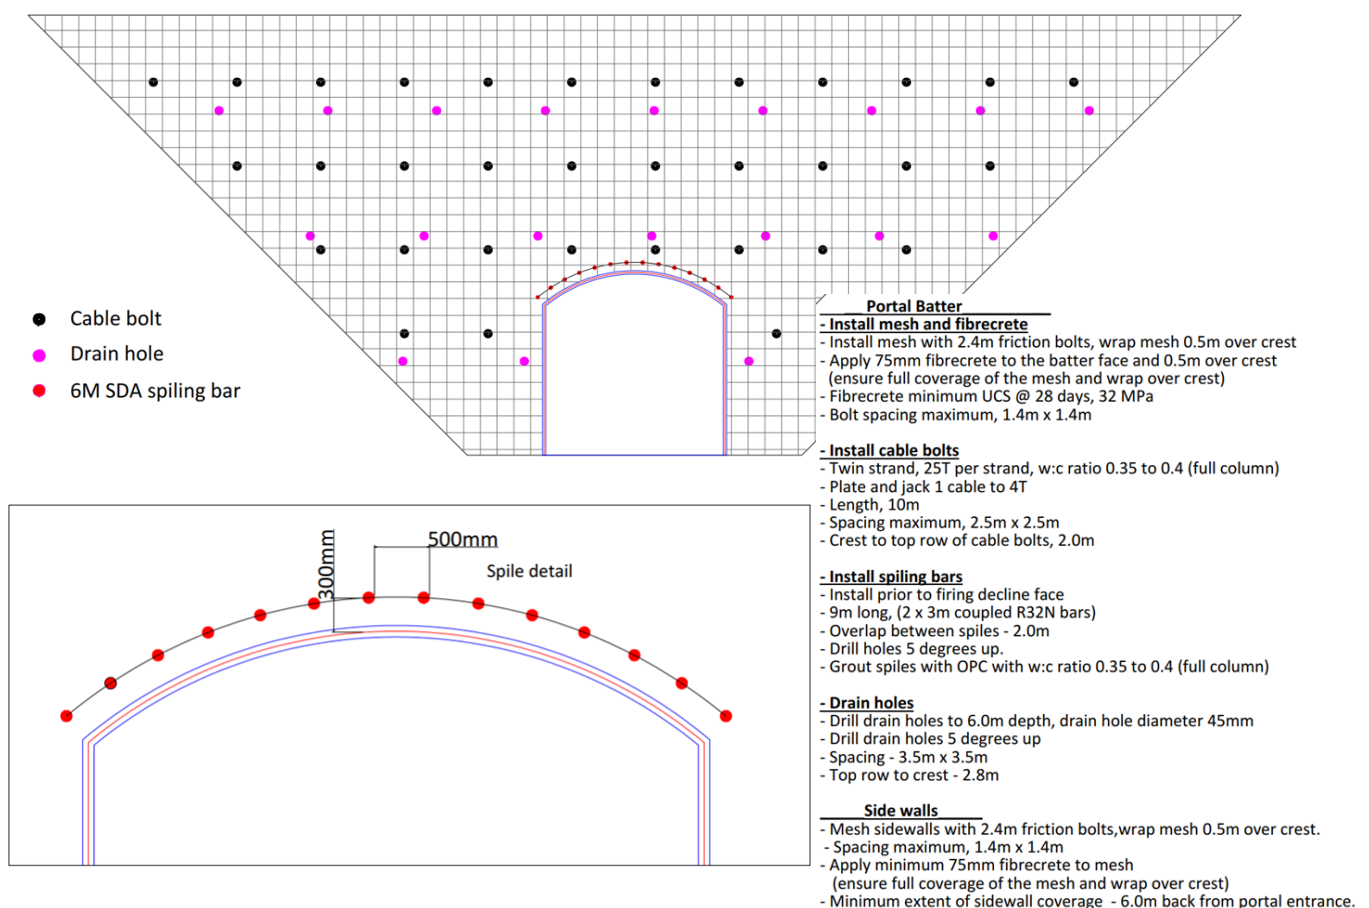 Cable bolt
Drain hole
6M SDA spiling bar
Portal Batter
- Install mesh and fibrecrete
- Install mesh with 2.4m friction bolts, wrap mesh 0.5m over crest
- Apply 75mm fibrecrete to the batter face and 0.5m over crest
(ensure full coverage of the mesh and wrap over crest)
- Fibrecrete minimum UCS @ 28 days, 32 MPa
- Bolt spacing maximum, 1.4m x 1.4m
- Install cable bolts
- Twin strand, 25T per strand, w:c ratio 0.35 to 0.4 (full column)
- Plate and jack 1 cable to 4T
- Length, 10m
- Spacing maximum, 2.5m x 2.5m
- Crest to top row of cable bolts, 2.0m
- Install spiling bars
- Install prior to firing decline face
- 9m long, (2 x 3m coupled R32N bars)
- Overlap between spiles - 2.0m
- Drill holes 5 degrees up.
- Grout spiles with OPC with w:c ratio 0.35 to 0.4 (full column)
- Drain holes
- Drill drain holes to 6.0m depth, drain hole diameter 45mm
- Drill drain holes 5 degrees up
- Spacing - 3.5m x 3.5m
- Top row to crest - 2.8m
Side walls
- Mesh sidewalls with 2.4m friction bolts,wrap mesh 0.5m over crest.
- Spacing maximum, 1.4m x 1.4m
- Apply minimum 75mm fibrecrete to mesh
(ensure full coverage of the mesh and wrap over crest)
- Minimum extent of sidewall coverage - 6.0m back from portal entrance.
300mm
500mm
Spile detail